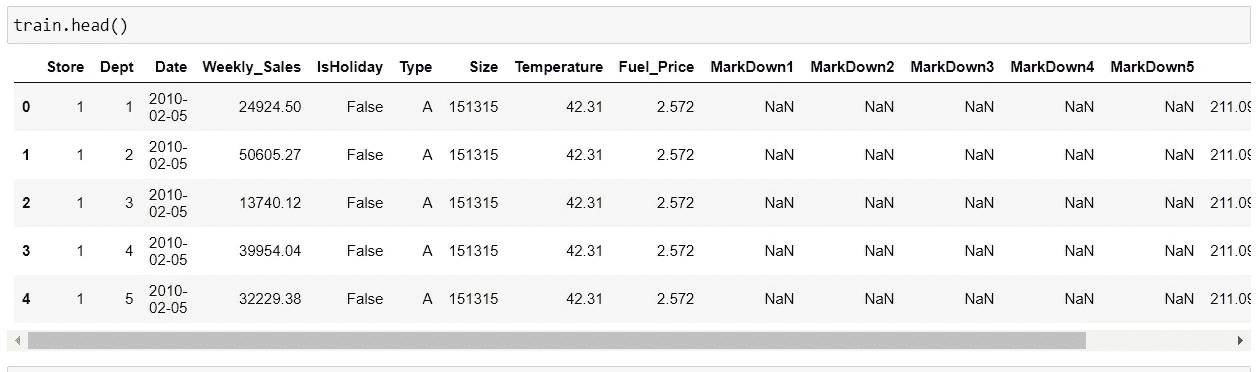 train.head()
Store Dept Date Weekly_Sales IsHoliday Type Size Temperature Fuel_Price MarkDown1 MarkDown2 MarkDown3 MarkDown4 MarkDown5
0 1 1 2010-02-05 24924.50 False A 151315 42.31 2.572 NaN NaN NaN NaN NaN 211.09
1 1 2 2010-02-05 50605.27 False A 151315 42.31 2.572 NaN NaN NaN NaN NaN 211.09
2 1 3 2010-02-05 13740.12 False A 151315 42.31 2.572 NaN NaN NaN NaN NaN 211.09
3 1 4 2010-02-05 39954.04 False A 151315 42.31 2.572 NaN NaN NaN NaN NaN 211.09
4 1 5 2010-02-05 32229.38 False A 151315 42.31 2.572 NaN NaN NaN NaN NaN 211.09